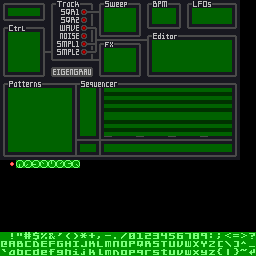 Track Sweep BPM LFOs
SQR1
SQR2
WAVE
Ctrl NOISE Editor
SMPL1 FX
SMPL2
EIGENGRAU
Patterns Sequencer
!"#$%&'()*+,-./0123456789:;<=>?
@ABCDEFGHIJKLMNOPQRSTUVWXYZ[\]^_
`abcdefghijklmnopqrstuvwxyz{|}~